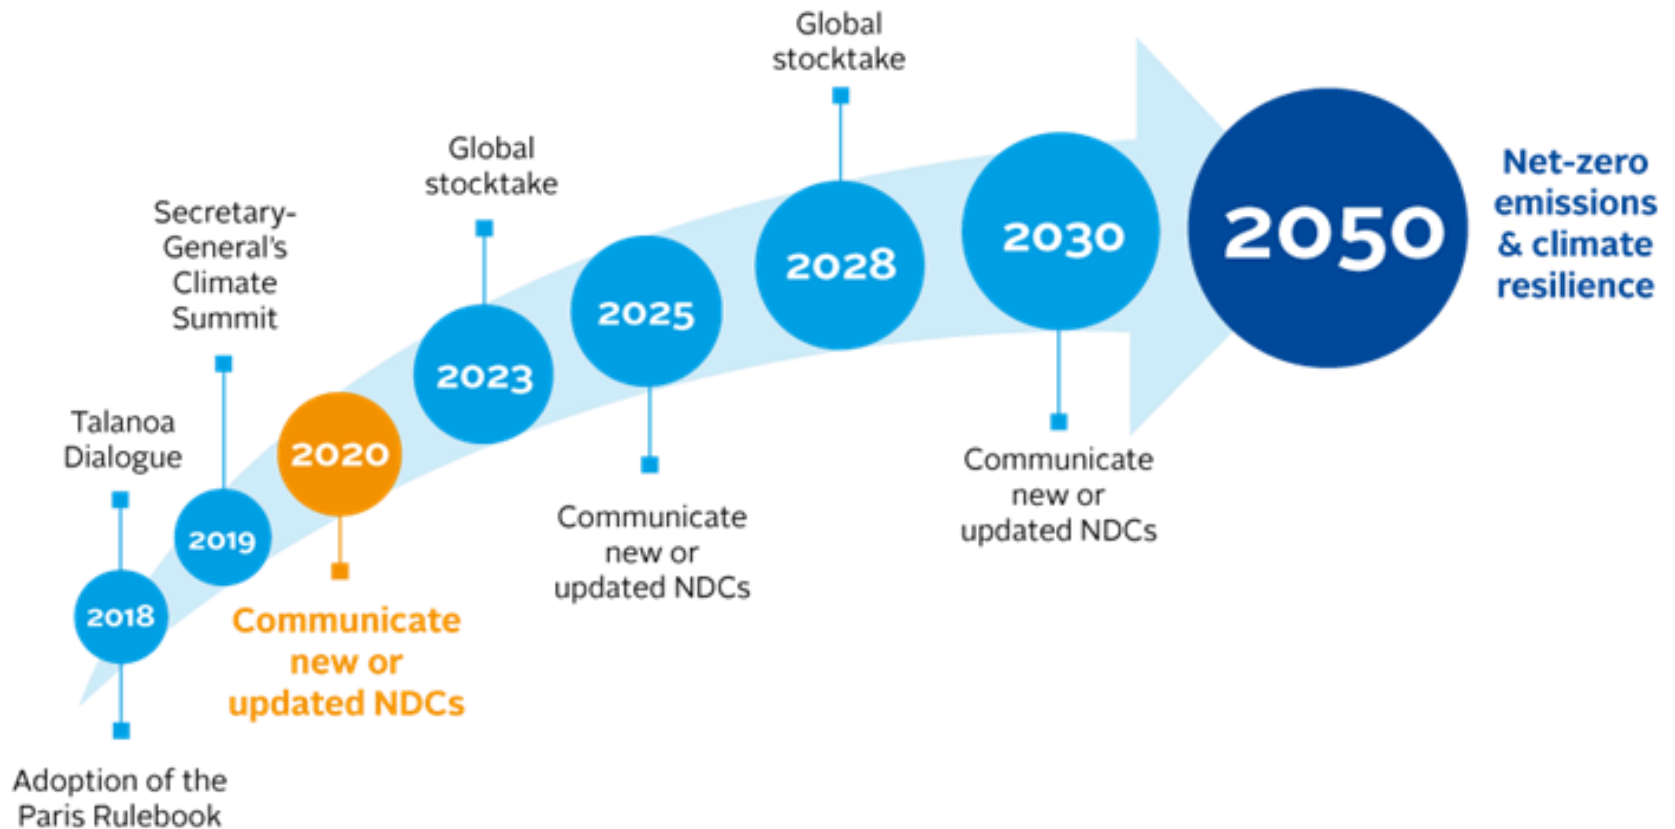 Talanoa
Dialogue
2018
Adoption of the
Paris Rulebook
Secretary-
General's
Climate
Summit
2019
2020
Communicate
new or
updated NDCs
Global
stocktake
2023
2025
Communicate
new or
updated NDCs
Global
stocktake
2028
2030
Communicate
new or
updated NDCs
2050
Net-zero
emissions
& climate
resilience